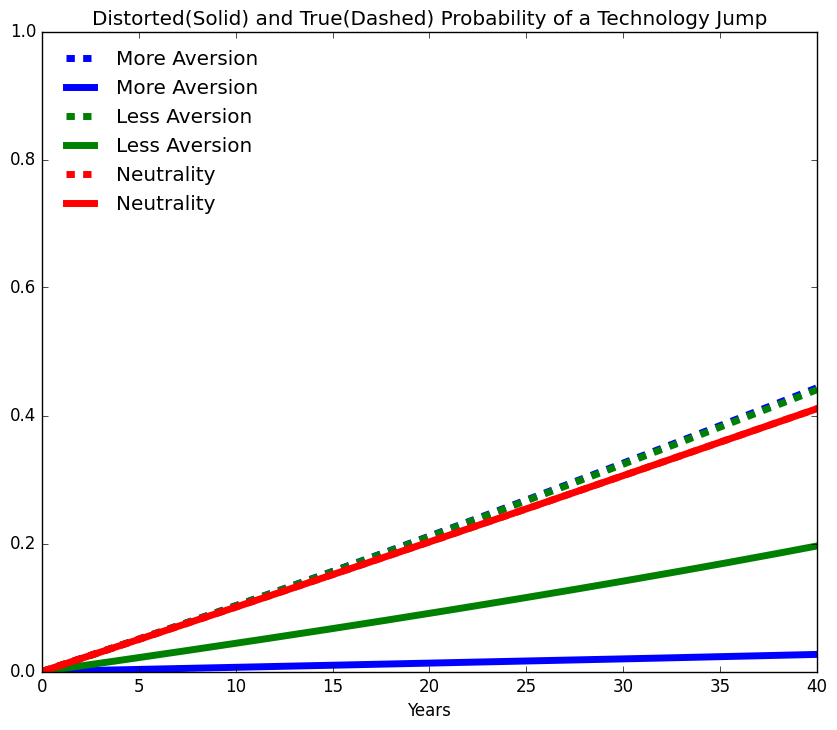 Distorted(Solid) and True(Dashed) Probability of a Technology Jump
1.0
More Aversion
More Aversion
Less Aversion
0.8
Less Aversion
Neutrality
Neutrality
0.6
0.4
0.2
0.0
0 5 10 15 20 25 30 35 40
Years